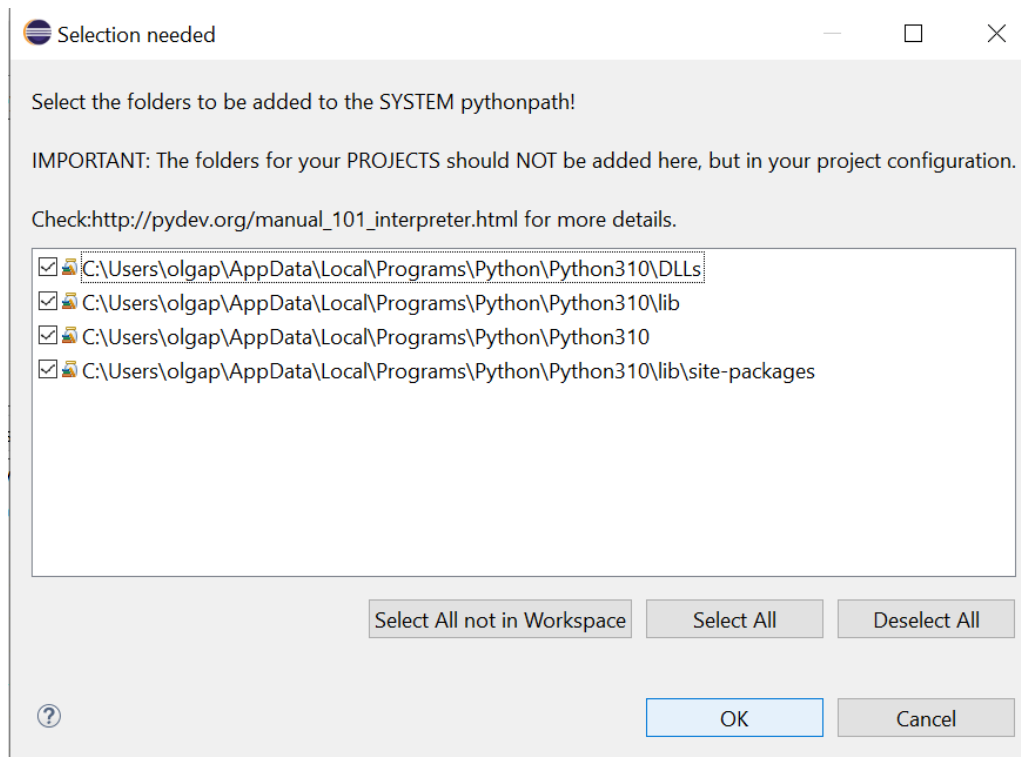 Selection needed
Select the folders to be added to the SYSTEM pythonpath!
IMPORTANT: The folders for your PROJECTS should NOT be added here, but in your project configuration.
Check:http://pydev.org/manual_101_interpreter.html for more details.
C:\Users\olgap\AppData\Local\Programs\Python\Python310\DLLs
C:\Users\olgap\AppData\Local\Programs\Python\Python310\lib
C:\Users\olgap\AppData\Local\Programs\Python\Python310
C:\Users\olgap\AppData\Local\Programs\Python\Python310\lib\site-packages
Select All not in Workspace Select All Deselect All
? OK Cancel